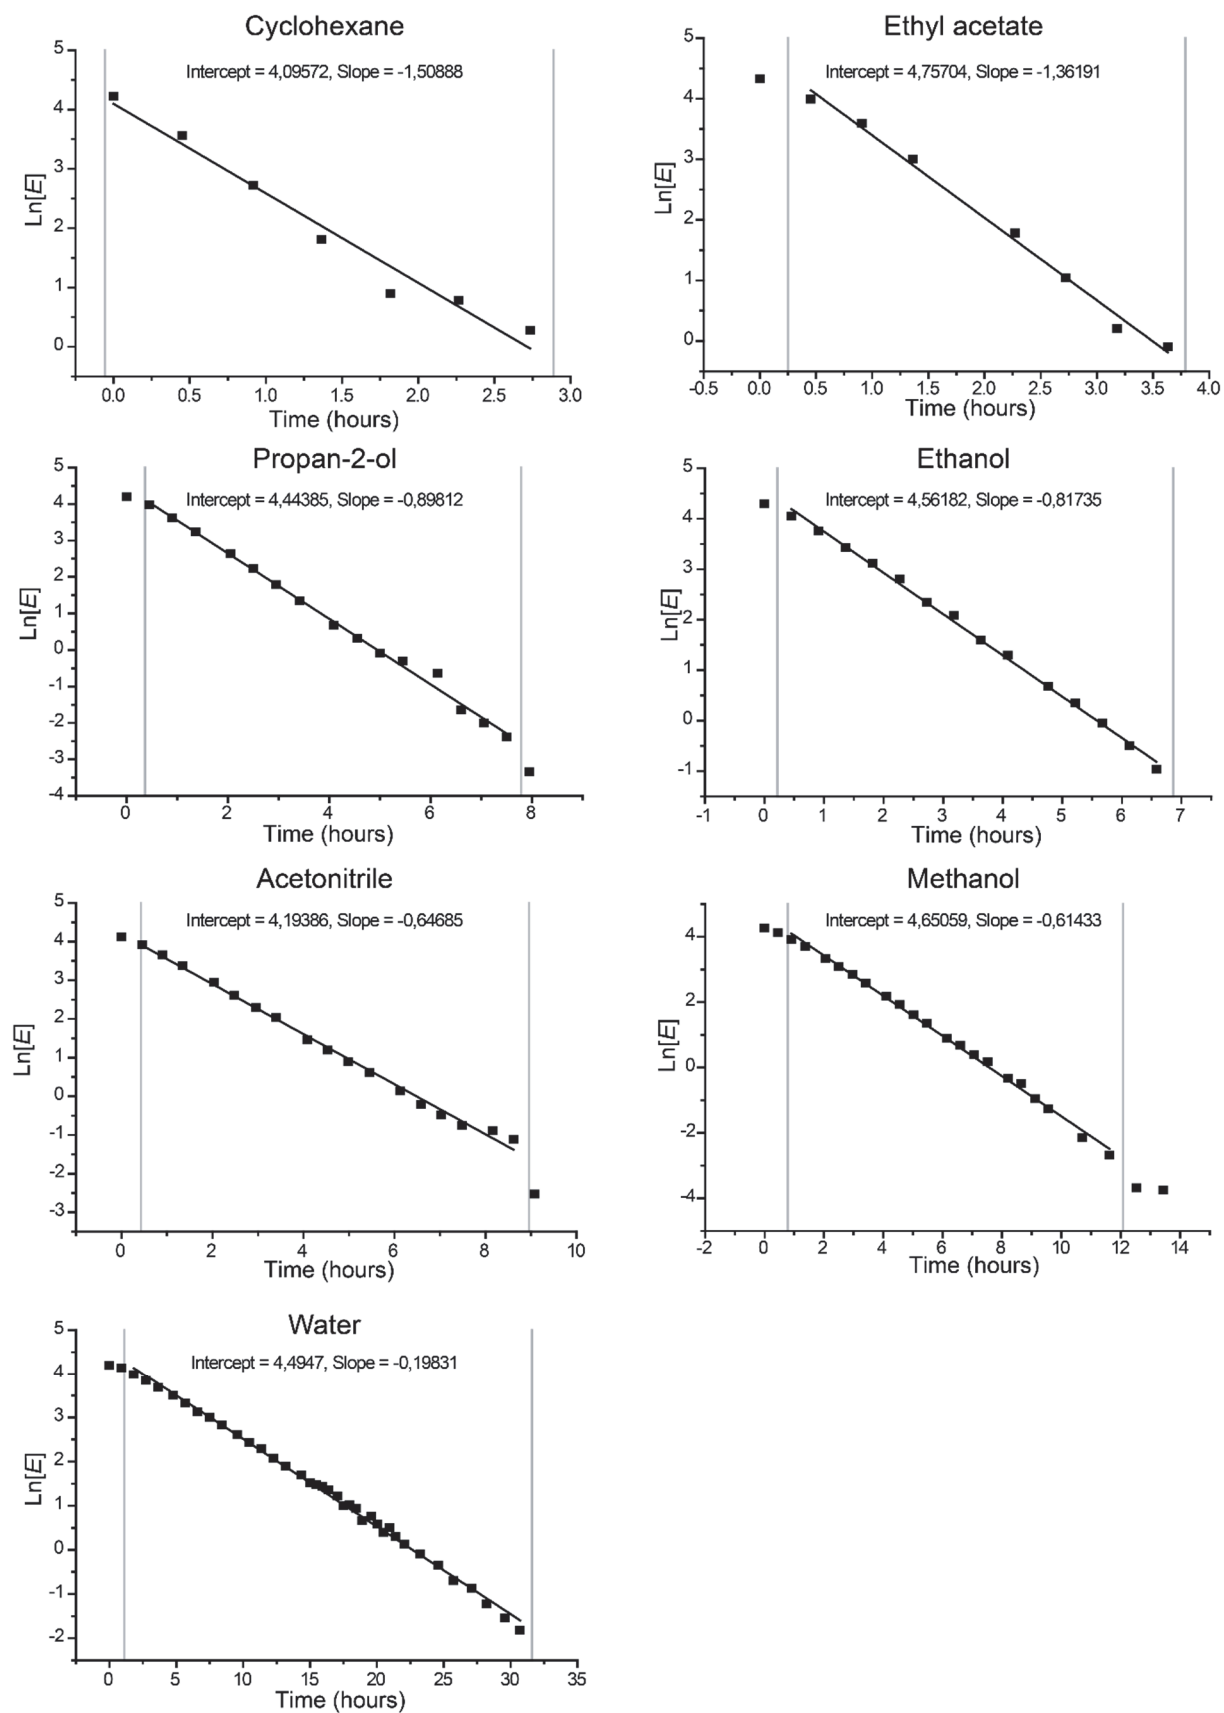 Cyclohexane
Intercept = 4,09572, Slope = -1,50888
Ln[E]
5
4
3
2
1
0
0.0 0.5 1.0 1.5 2.0 2.5 3.0
Time (hours)
Ethyl acetate
Intercept = 4,75704, Slope = -1,36191
Ln[E]
5
4
3
2
1
0
-0.5 0.0 0.5 1.0 1.5 2.0 2.5 3.0 3.5 4.0
Time (hours)
Propan-2-ol
Intercept = 4,44385, Slope = -0,89812
Ln[E]
5
4
3
2
1
0
-1
-2
-3
-4
0 2 4 6 8
Time (hours)
Ethanol
Intercept = 4,56182, Slope = -0,81735
Ln[E]
5
4
3
2
1
0
-1
-1 0 1 2 3 4 5 6 7
Time (hours)
Acetonitrile
Intercept = 4,19386, Slope = -0,64685
Ln[E]
5
4
3
2
1
0
-1
-2
-3
0 2 4 6 8 10
Time (hours)
Methanol
Intercept = 4,65059, Slope = -0,61433
Ln[E]
4
2
0
-2
-4
-2 0 2 4 6 8 10 12 14
Time (hours)
Water
Intercept = 4,4947, Slope = -0,19831
Ln[E]
5
4
3
2
1
0
-1
-2
0 5 10 15 20 25 30 35
Time (hours)